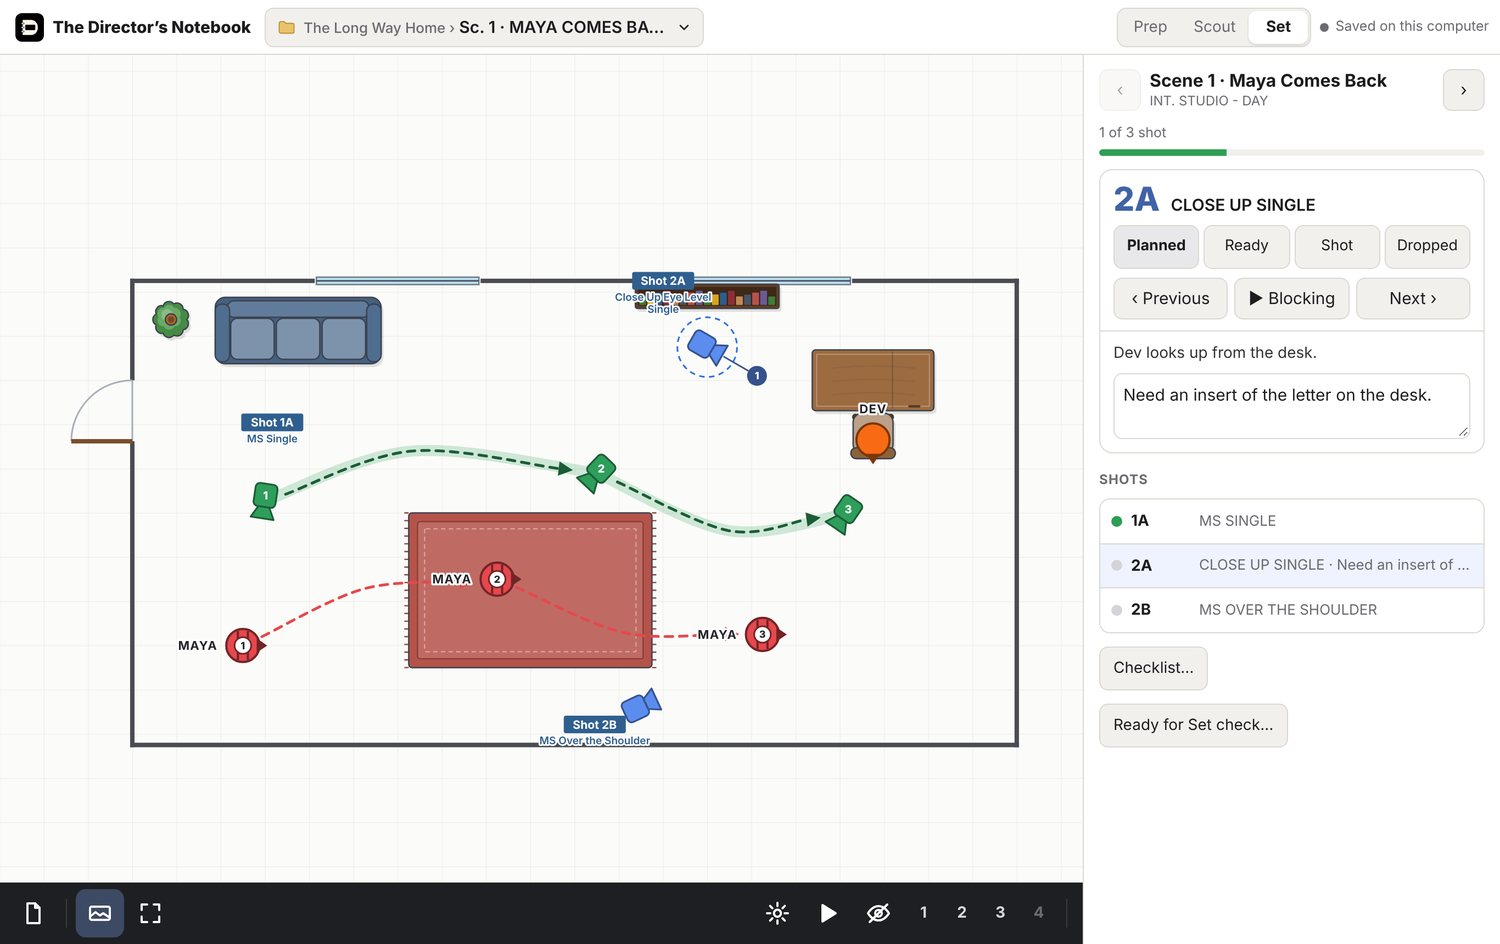 The Director's Notebook
The Long Way Home › Sc. 1 · MAYA COMES BA...
Prep
Scout
Set
Saved on this computer
Scene 1 · Maya Comes Back
INT. STUDIO - DAY
1 of 3 shot
2A CLOSE UP SINGLE
Planned
Ready
Shot
Dropped
‹ Previous
▶ Blocking
Next ›
Dev looks up from the desk.
Need an insert of the letter on the desk.
SHOTS
1A MS SINGLE
2A CLOSE UP SINGLE · Need an insert of ...
2B MS OVER THE SHOULDER
Checklist...
Ready for Set check...
Shot 2A
Close Up Eye Level
Single
1
DEV
Shot 1A
MS Single
1
2
3
MAYA 2
MAYA 1
MAYA 3
Shot 2B
MS Over the Shoulder
1 2 3 4